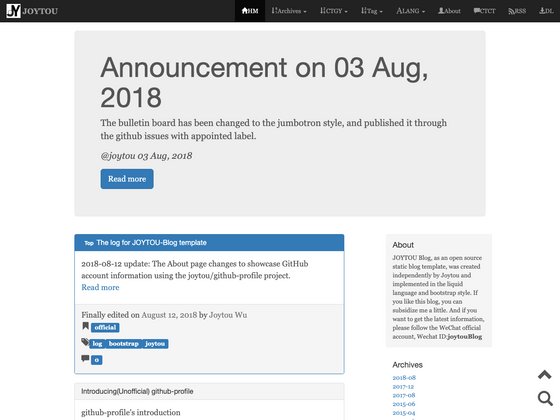 JY JOYTOU
HM Archives CTGY Tag LANG About CTCT RSS DL
Announcement on 03 Aug,
2018
The bulletin board has been changed to the jumbotron style, and published it through
the github issues with appointed label.
@joytou 03 Aug, 2018
Read more
Top The log for JOYTOU-Blog template
2018-08-12 update: The About page changes to showcase GitHub
account information using the joytou/github-profile project.
Read more
Finally edited on August 12, 2018 by Joytou Wu
official
log bootstrap joytou
0
Introducing(Unofficial) github-profile
github-profile's introduction
About
JOYTOU Blog, as an open source
static blog template, was created
independently by Joytou and
implemented in the liquid
language and bootstrap style. If
you like this blog, you can
subsidize me a little. And if you
want to get the latest information,
please follow the WeChat official
account, Wechat ID:joytouBlog
Archives
2018-08
2017-12
2017-08
2015-06
2015-04